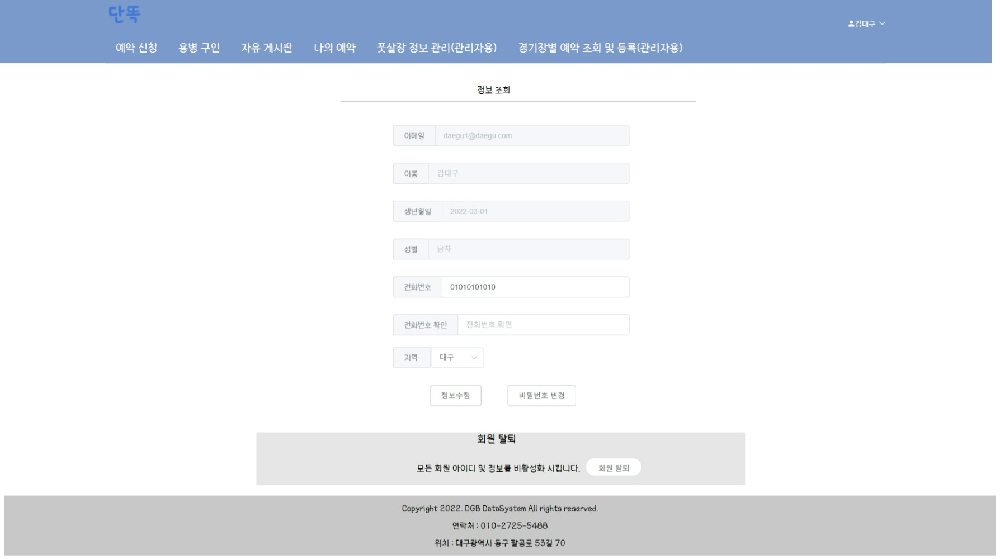 단똑
김대구
예약 신청 용병 구인 자유 게시판 나의 예약 풋살장 정보 관리(관리자용) 경기장별 예약 조회 및 등록(관리자용)
정보 조회
이메일 daegu1@daegu.com
이름 김대구
생년월일 2022-03-01
성별 남자
전화번호 01010101010
전화번호 확인 전화번호 확인
지역 대구
정보수정 비밀번호 변경
회원 탈퇴
모든 회원 아이디 및 정보를 비활성화 시킵니다. 회원 탈퇴
Copyright 2022. DGB DataSystem All rights reserved.
연락처 : 010-2725-5488
위치 : 대구광역시 동구 팔공로 53길 70